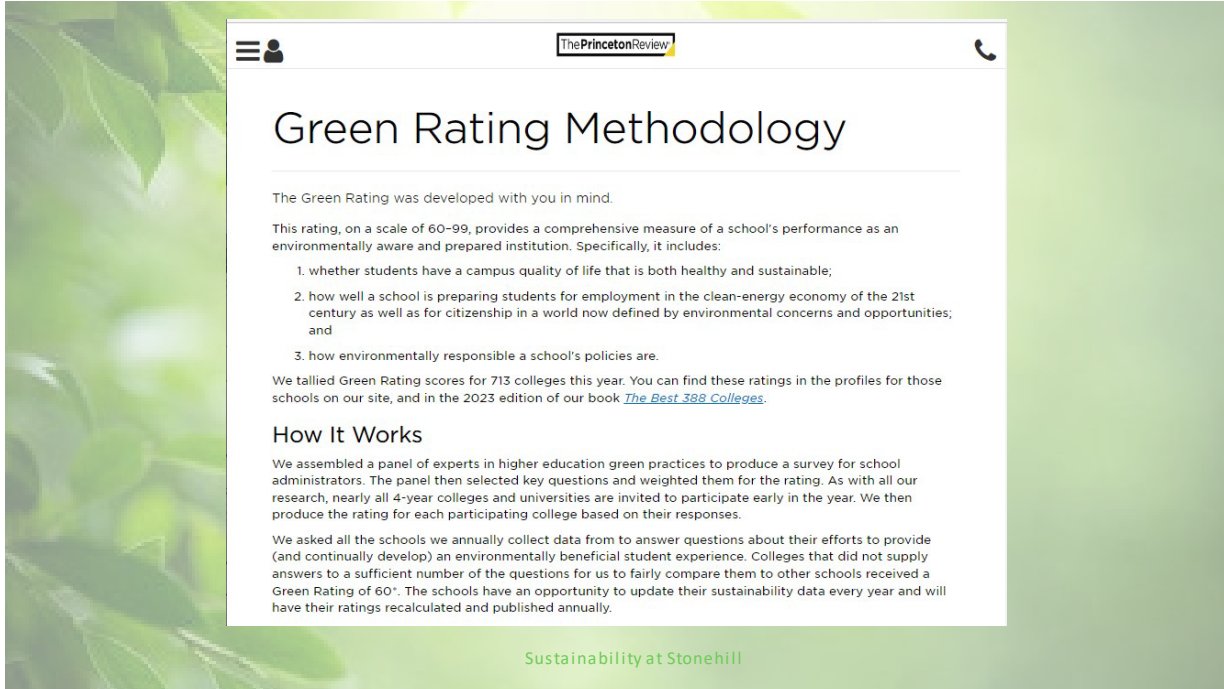 ThePrincetonReview®
Green Rating Methodology
The Green Rating was developed with you in mind.
This rating, on a scale of 60–99, provides a comprehensive measure of a school's performance as an
environmentally aware and prepared institution. Specifically, it includes:
1. whether students have a campus quality of life that is both healthy and sustainable;
2. how well a school is preparing students for employment in the clean-energy economy of the 21st
century as well as for citizenship in a world now defined by environmental concerns and opportunities;
and
3. how environmentally responsible a school's policies are.
We tallied Green Rating scores for 713 colleges this year. You can find these ratings in the profiles for those
schools on our site, and in the 2023 edition of our book The Best 388 Colleges.
How It Works
We assembled a panel of experts in higher education green practices to produce a survey for school
administrators. The panel then selected key questions and weighted them for the rating. As with all our
research, nearly all 4-year colleges and universities are invited to participate early in the year. We then
produce the rating for each participating college based on their responses.
We asked all the schools we annually collect data from to answer questions about their efforts to provide
(and continually develop) an environmentally beneficial student experience. Colleges that did not supply
answers to a sufficient number of the questions for us to fairly compare them to other schools received a
Green Rating of 60*. The schools have an opportunity to update their sustainability data every year and will
have their ratings recalculated and published annually.
Sustainability at Stonehill